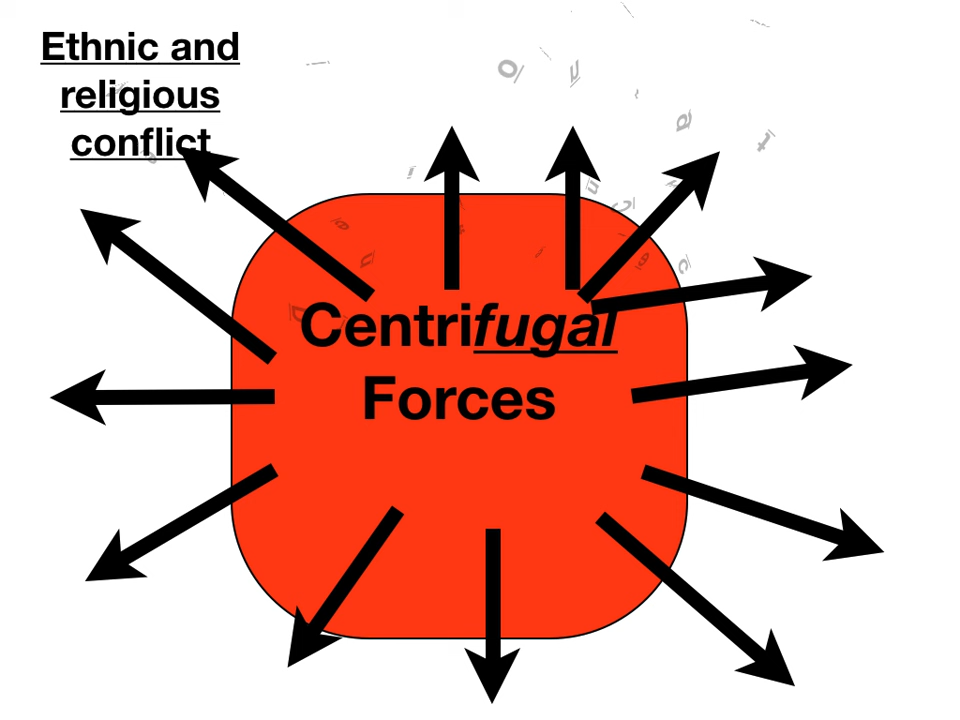 Ethnic and
religious
conflict
Centrifugal
Forces